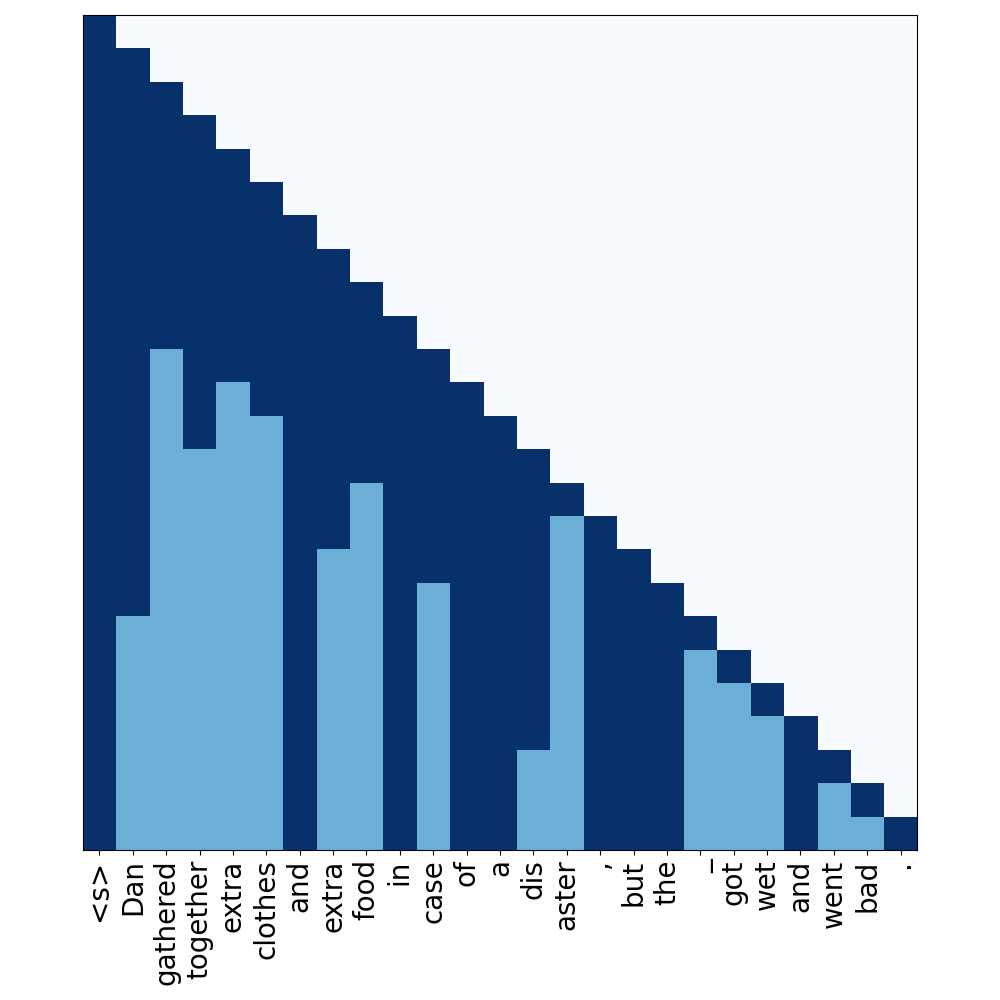 <s> Dan gathered together extra clothes and extra food in case of a dis aster , but the _ got wet and went bad .